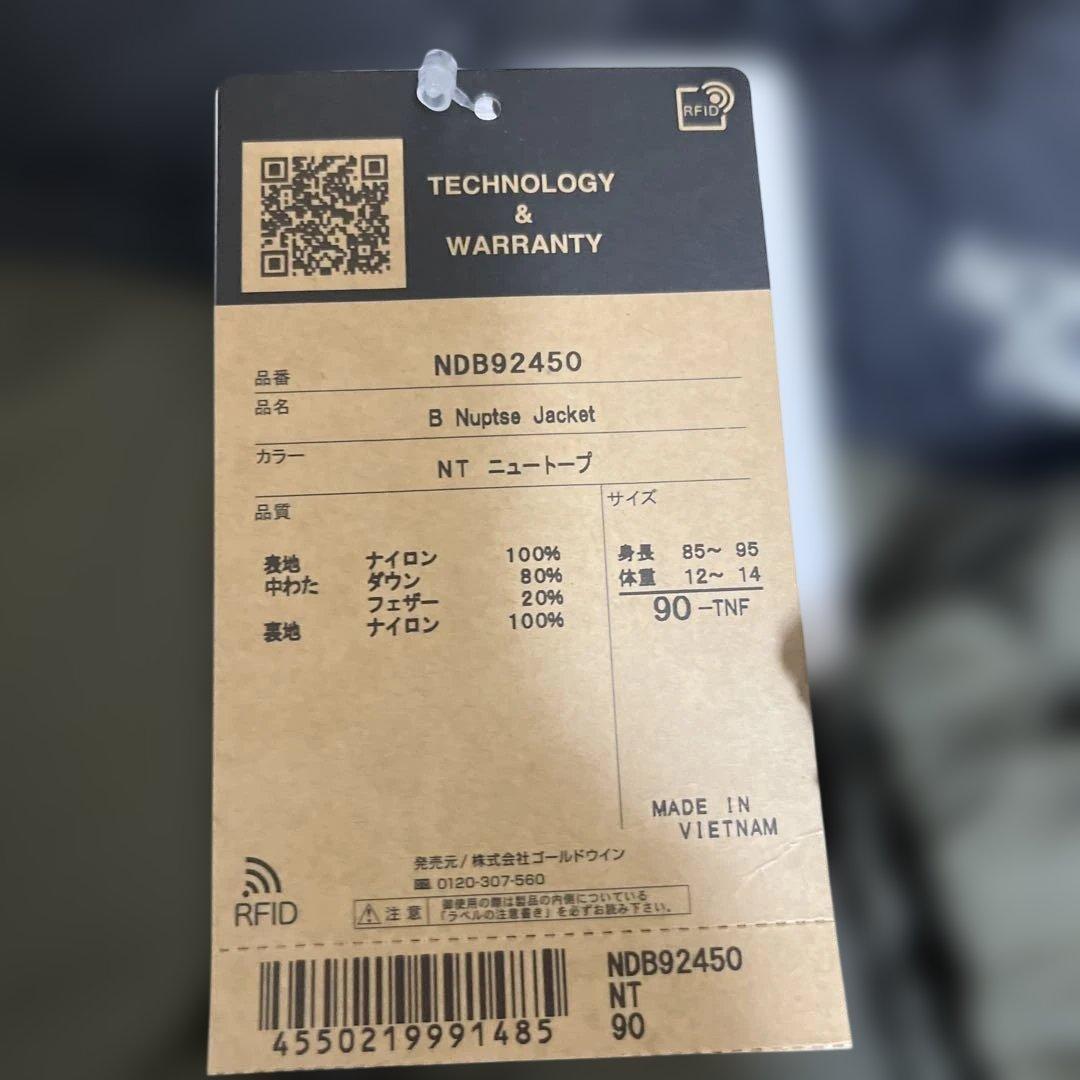 RFID
TECHNOLOGY
&
WARRANTY
品番 NDB92450
品名 B Nuptse Jacket
カラー NT ニュートープ
品質
表地 ナイロン 100%
中わた ダウン 80%
フェザー 20%
裏地 ナイロン 100%
サイズ
身長 85~ 95
体重 12~ 14
90-TNF
MADE IN
VIETNAM
発売元/株式会社ゴールドウイン
0120-307-560
RFID
注意 御使用の際は製品の内側についている
「ラベルの注意書き」を必ずお読み下さい。
4550219991485
NDB92450
NT
90